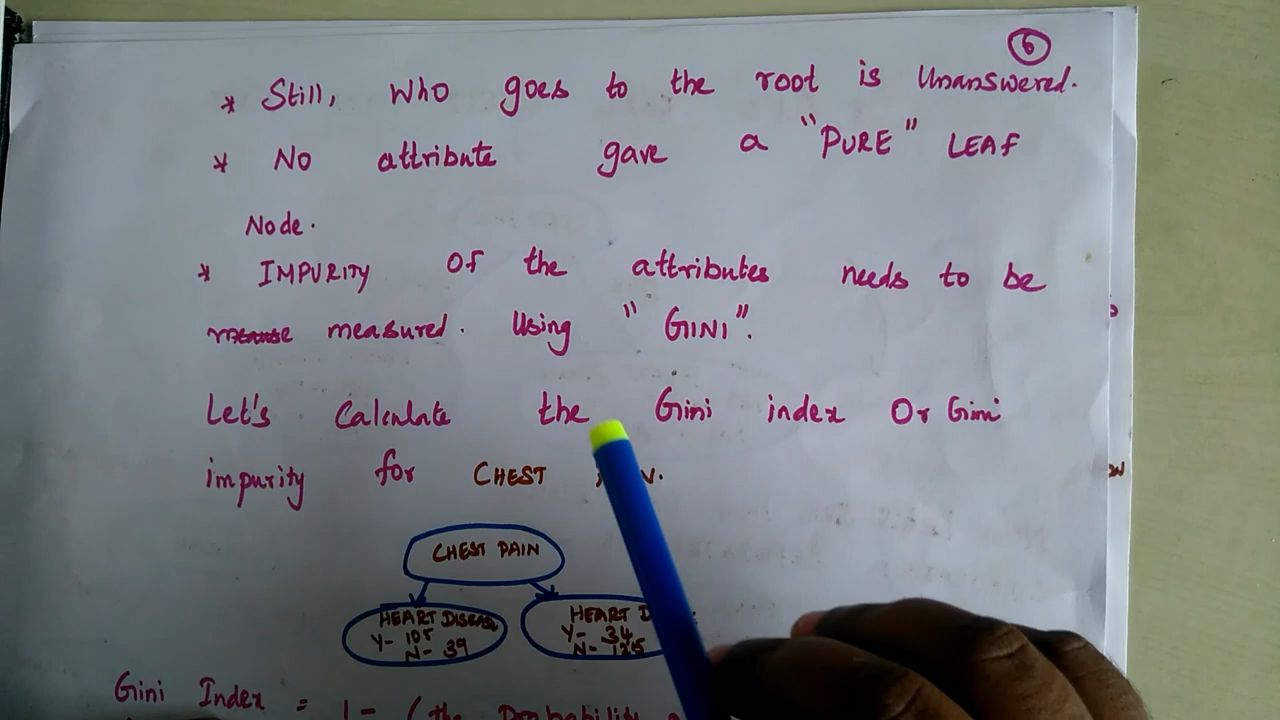 6
* Still, who goes to the root is Unanswered.
* No attribute gave a "PURE" LEAF
Node.
* IMPURITY of the attributes needs to be
measured. Using "GINI".
Let's Calculate the Gini index Or Gini
impurity for CHEST
CHEST PAIN
HEART DISEASE
Y- 105
N- 39
HEART
Y- 34
N- 125
Gini Index = 1- (the Probability